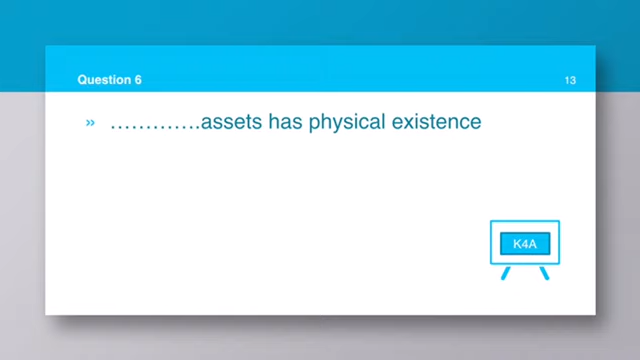 Question 6
13
» ………….assets has physical existence
K4A